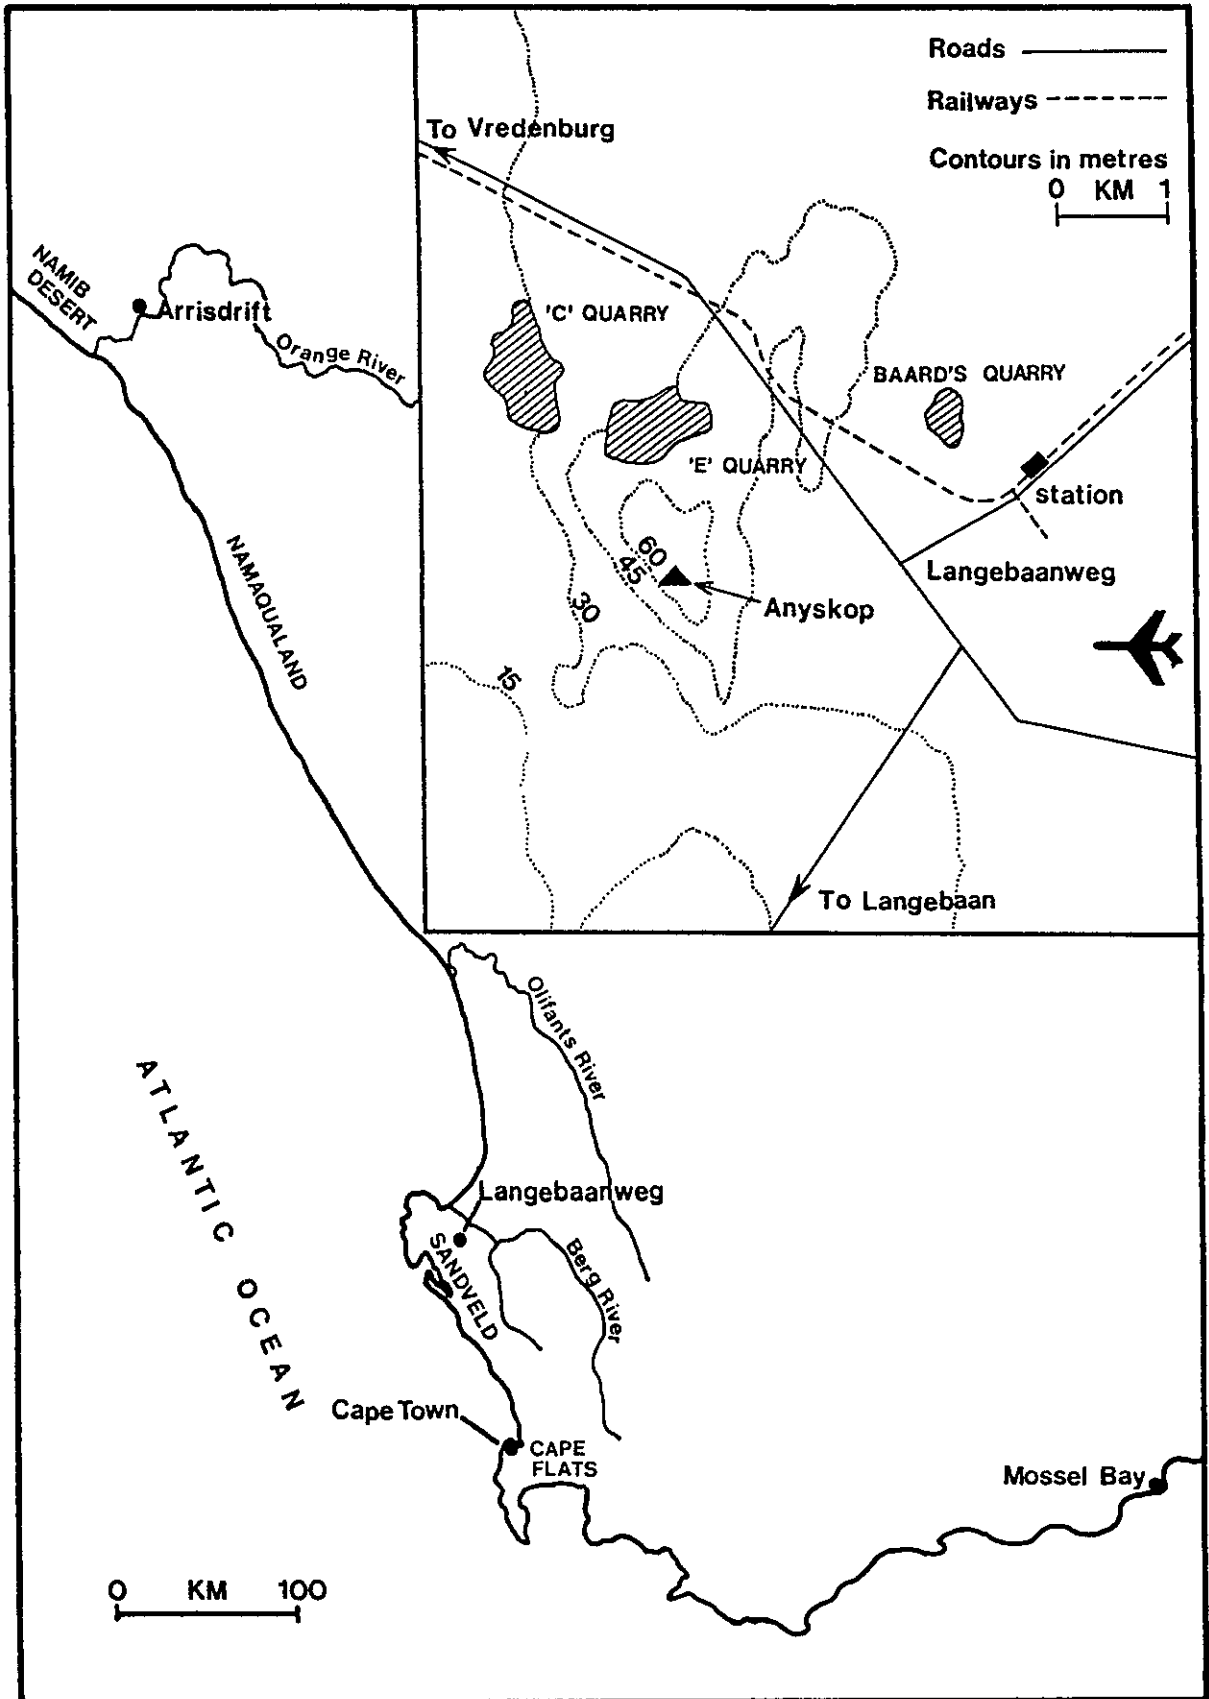 Roads
Railways
Contours in metres
0 KM 1
To Vredenburg
'C' QUARRY
BAARD'S QUARRY
'E' QUARRY
station
Langebaanweg
60
45
30
15
Anyskop
To Langebaan
NAMIB
DESERT
Arrisdrift
Orange River
NAMAQUALAND
Olifants River
ATLANTIC OCEAN
Langebaanweg
SANDVELD
Berg River
Cape Town
CAPE
FLATS
Mossel Bay
0 KM 100